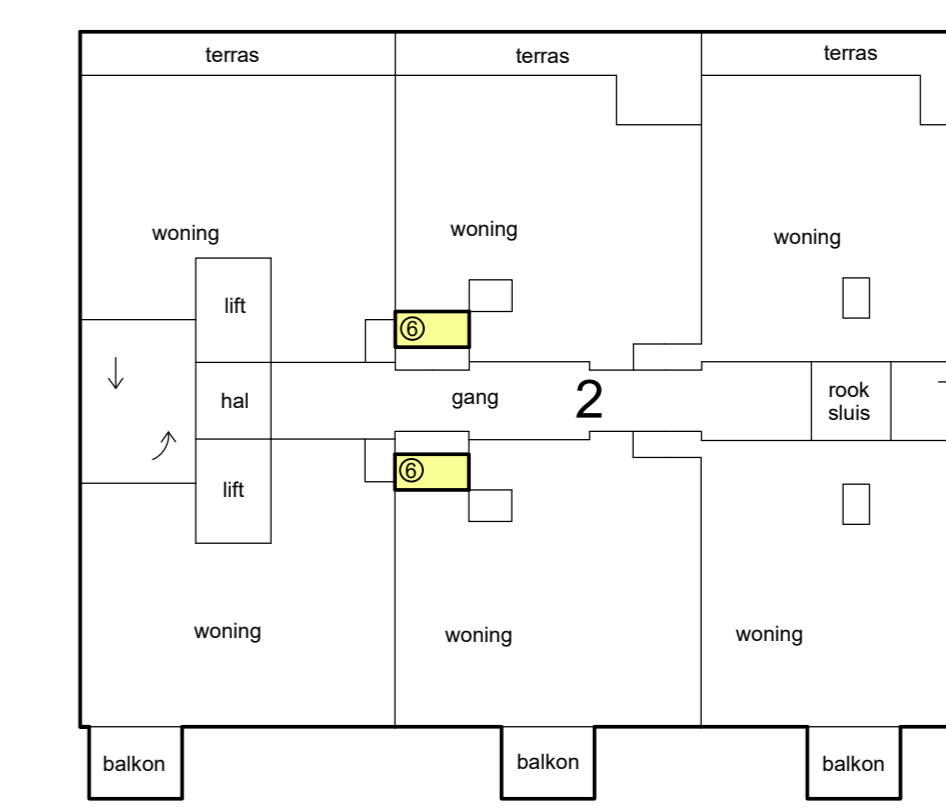 terras
terras
terras
woning
woning
woning
lift
⑥
hal
gang
2
rook
sluis
⑥
lift
woning
woning
woning
balkon
balkon
balkon